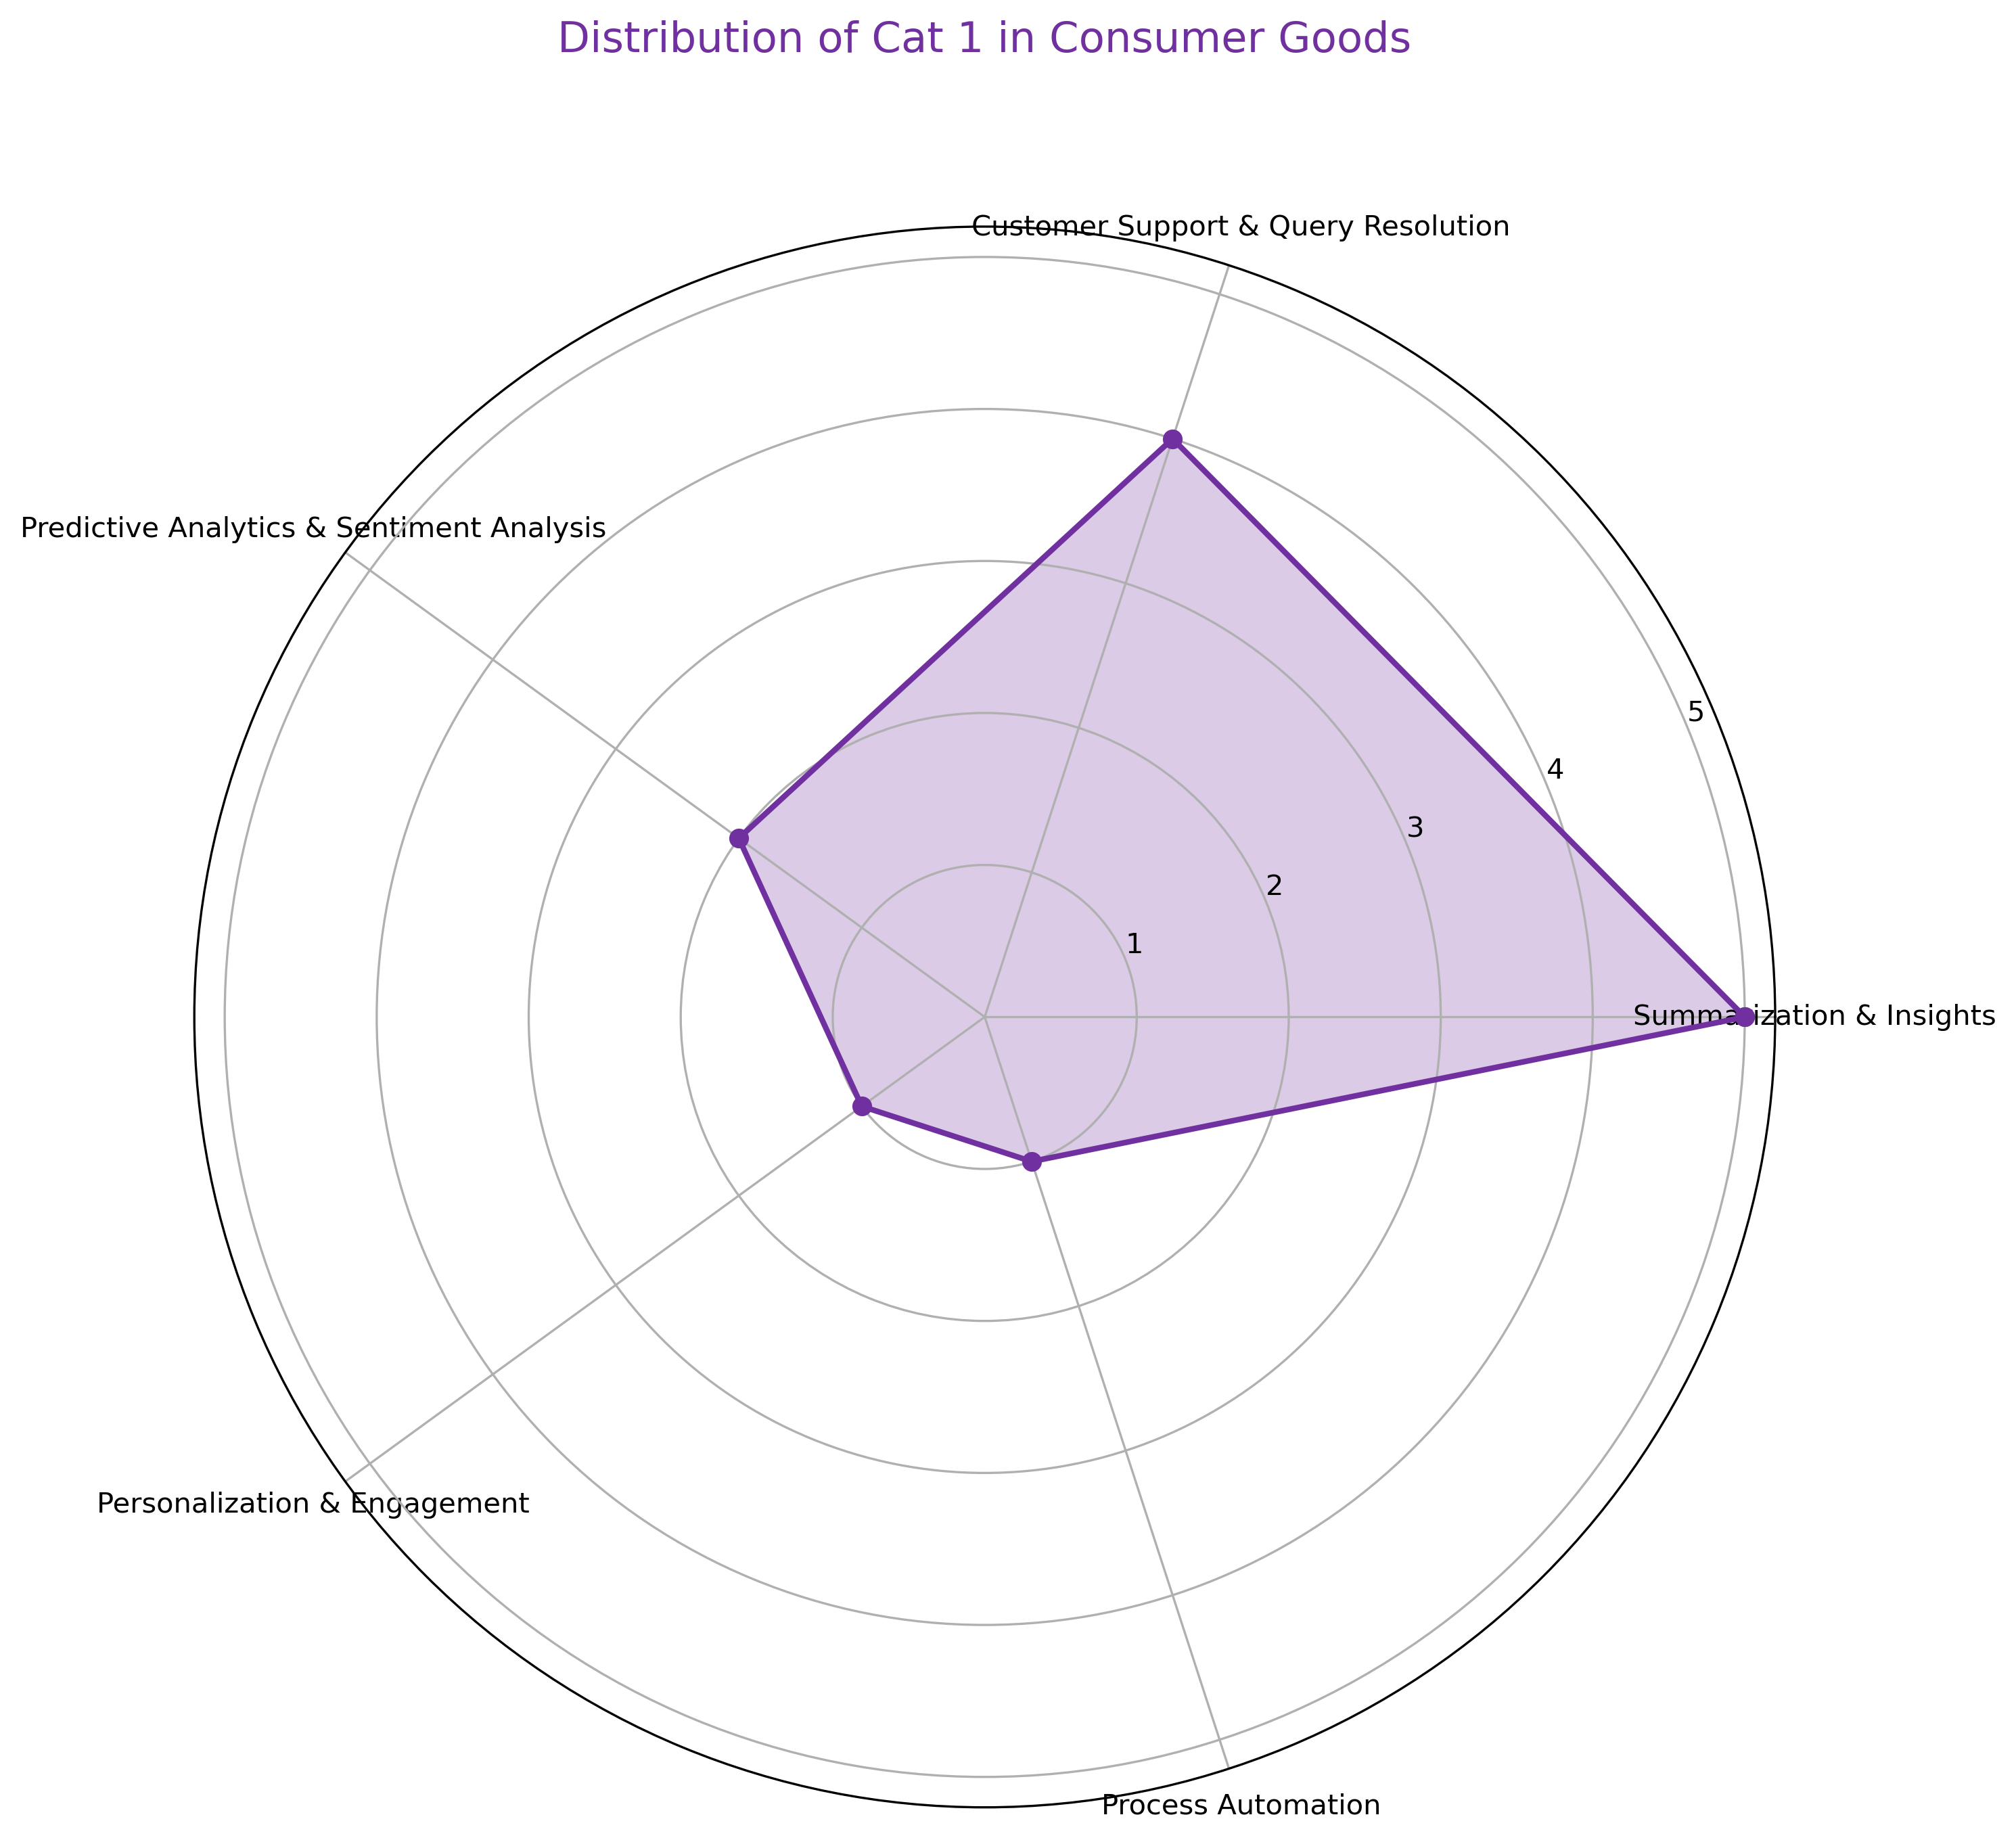 Distribution of Cat 1 in Consumer Goods
Customer Support & Query Resolution
Predictive Analytics & Sentiment Analysis
5
4
3
2
1
Summarization & Insights
Personalization & Engagement
Process Automation